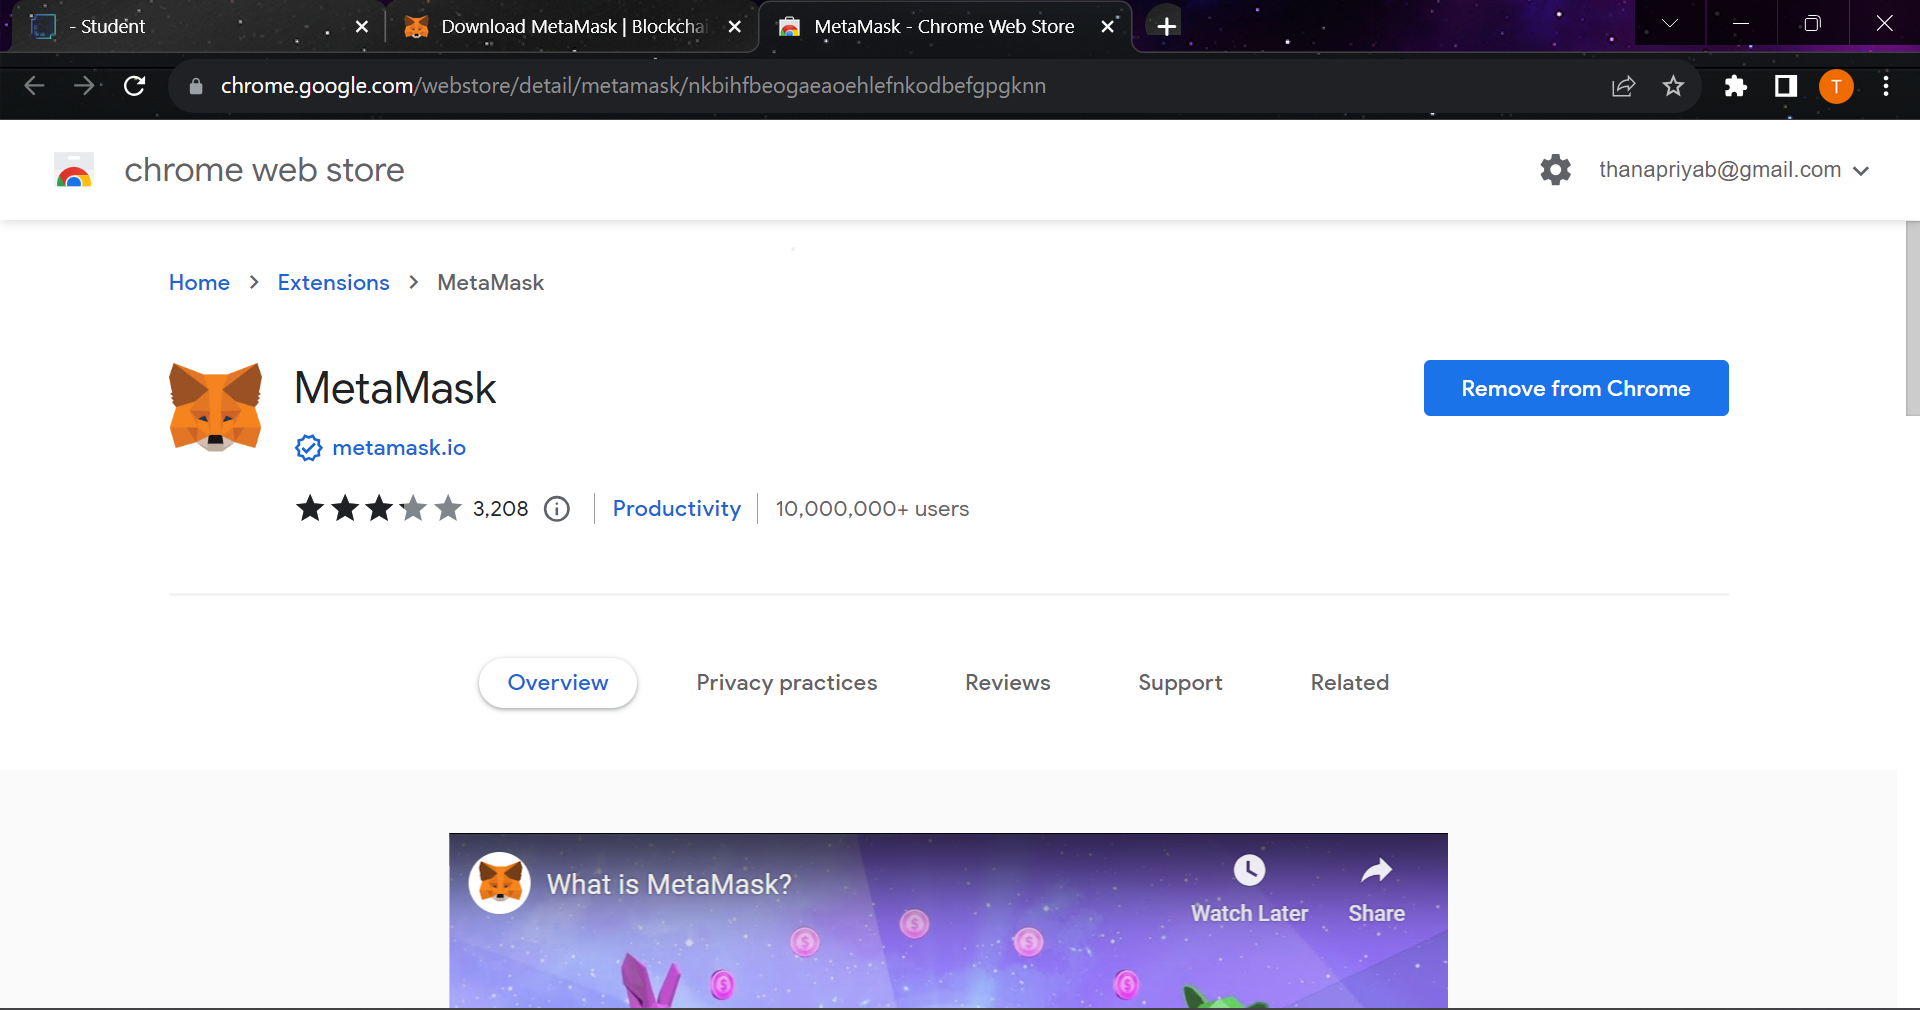 - Student
Download MetaMask | Blockchai
MetaMask - Chrome Web Store
chrome.google.com/webstore/detail/metamask/nkbihfbeogaeaoehlefnkodbefgpgknn
T
chrome web store
thanapriyab@gmail.com
Home > Extensions > MetaMask
MetaMask
Remove from Chrome
metamask.io
3,208
Productivity
10,000,000+ users
Overview
Privacy practices
Reviews
Support
Related
What is MetaMask?
Watch Later
Share